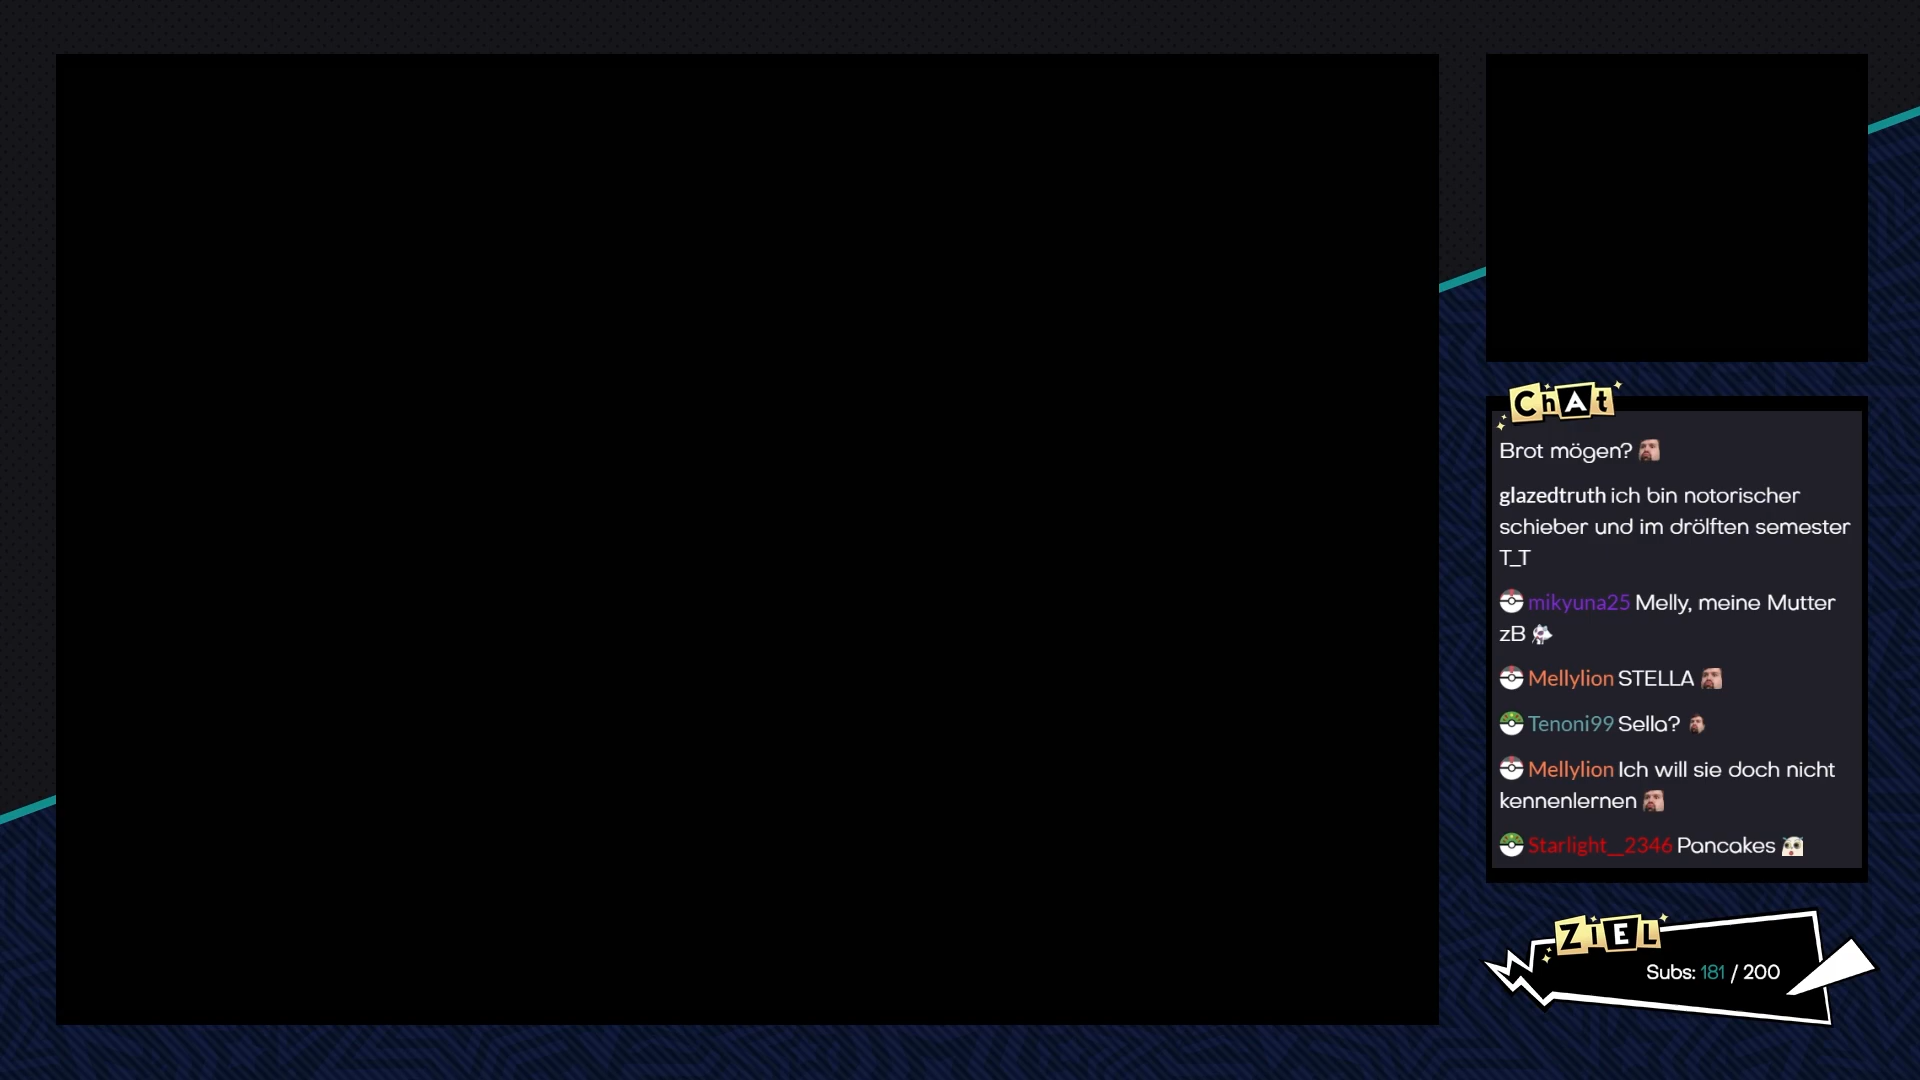 ChAt
Brot mögen?
glazedtruth ich bin notorischer
schieber und im drölften semester
T_T
mikyuna25 Melly, meine Mutter
zB
Mellylion STELLA
Tenoni99 Sella?
Mellylion Ich will sie doch nicht
kennenlernen
Starlight__2346 Pancakes
ZiEL
Subs: 181 / 200